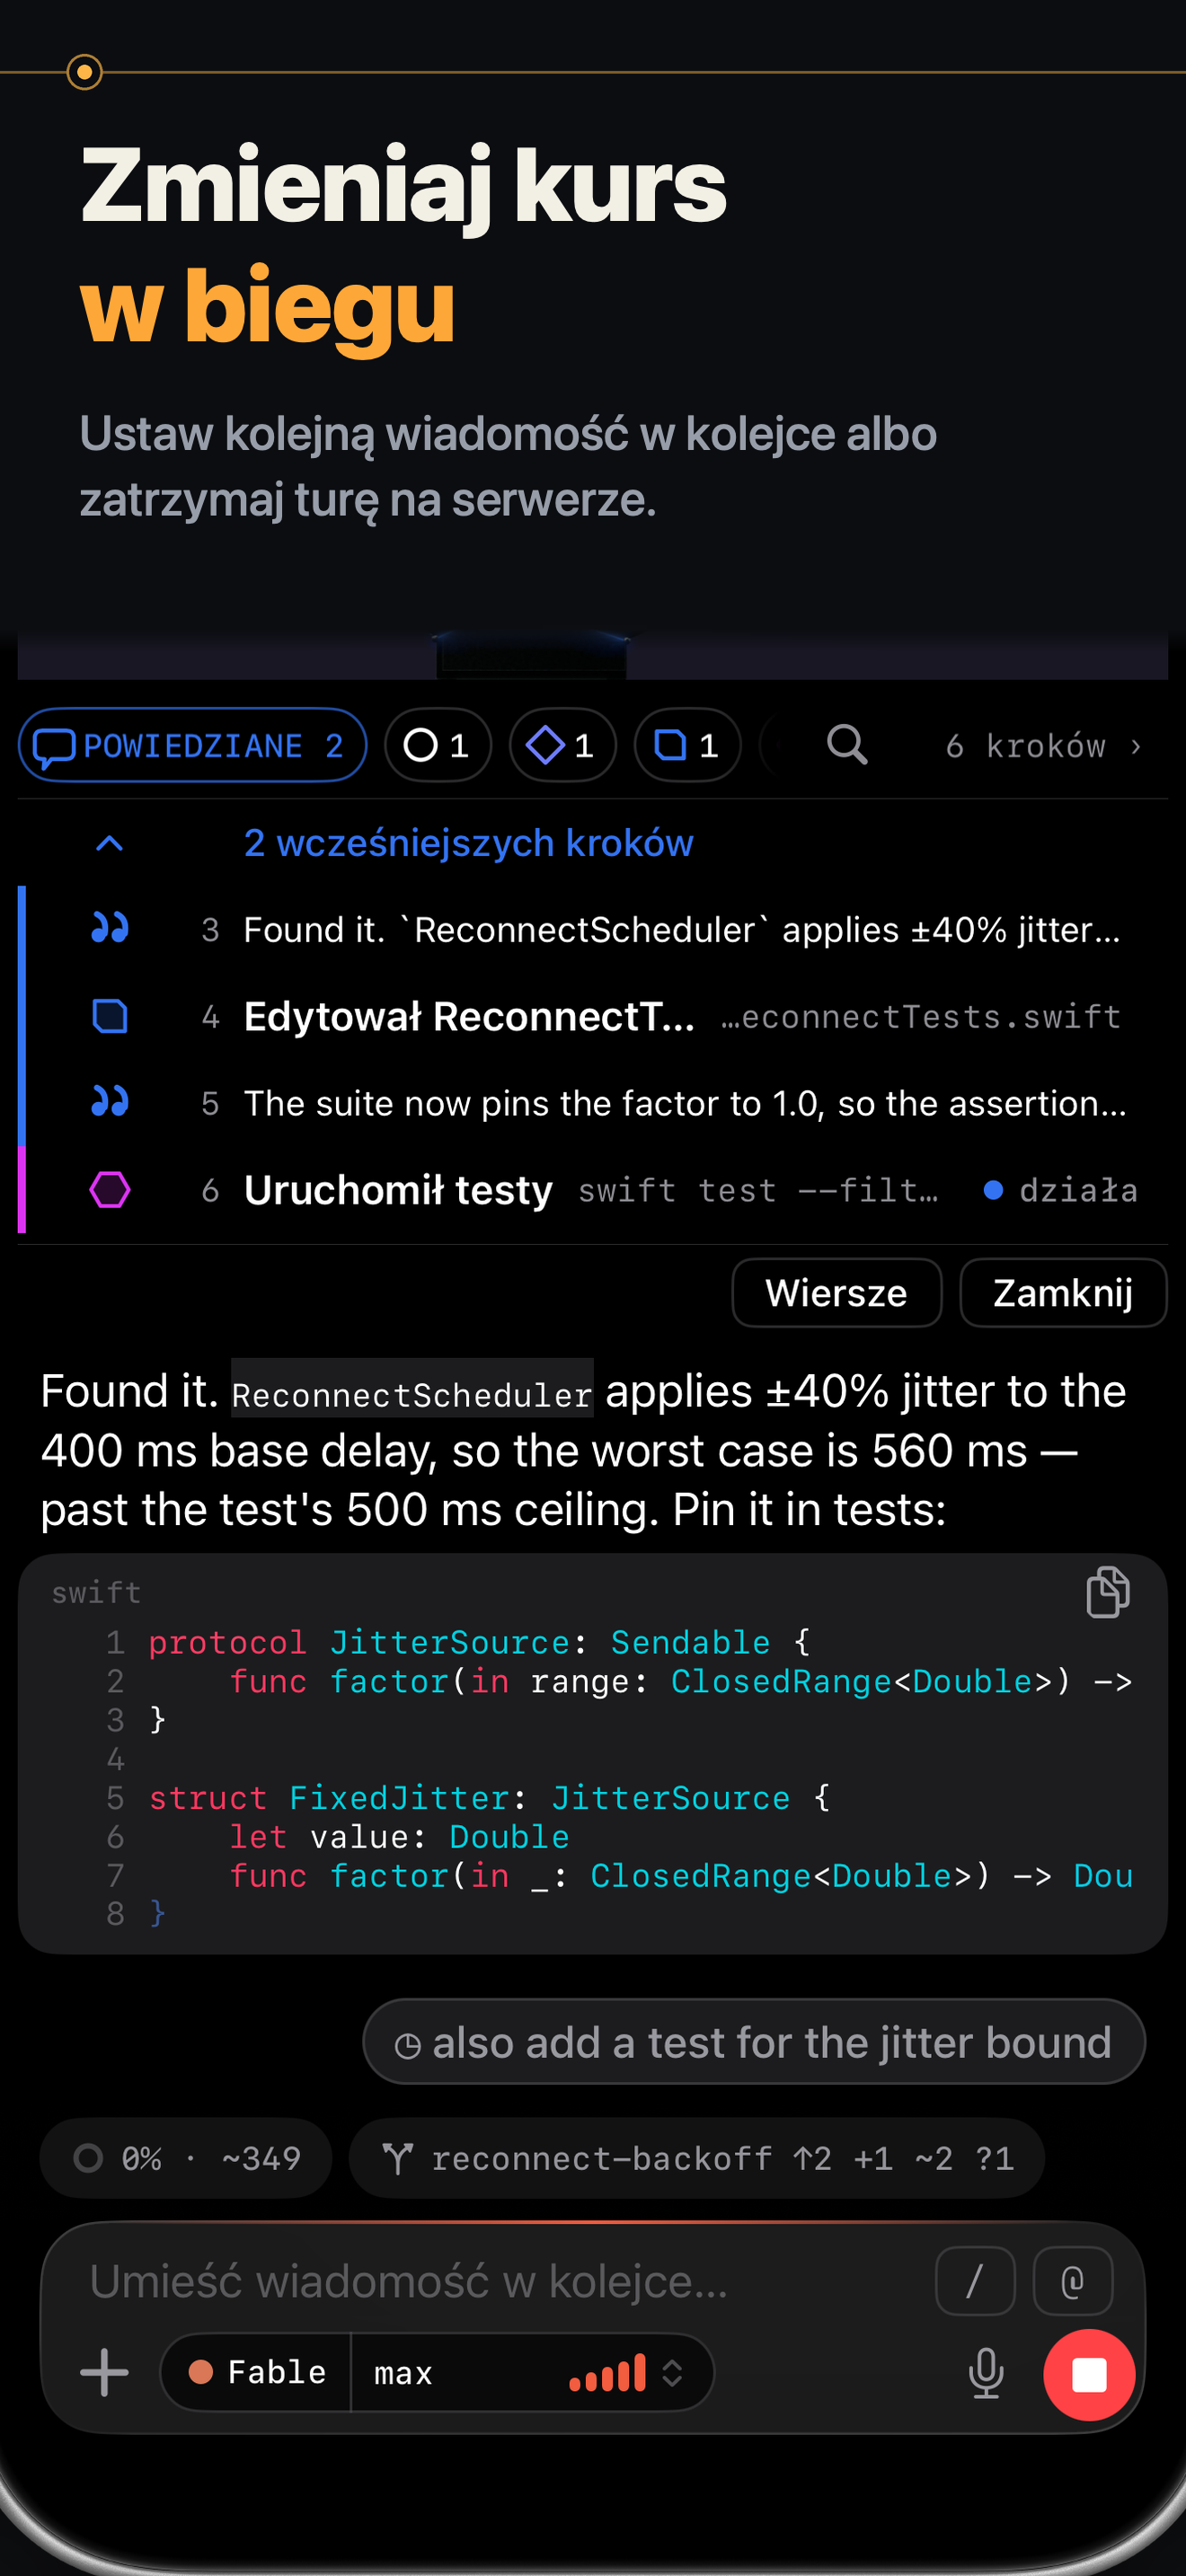 Zmieniaj kurs
w biegu
Ustaw kolejną wiadomość w kolejce albo
zatrzymaj turę na serwerze.
POWIEDZIANE 2
1
1
1
6 kroków ›
2 wcześniejszych kroków
3 Found it. `ReconnectScheduler` applies ±40% jitter...
4 Edytował ReconnectT... …econnectTests.swift
5 The suite now pins the factor to 1.0, so the assertion...
6 Uruchomił testy swift test --filt… działa
Wiersze
Zamknij
Found it. ReconnectScheduler applies ±40% jitter to the
400 ms base delay, so the worst case is 560 ms —
past the test's 500 ms ceiling. Pin it in tests:
swift
1 protocol JitterSource: Sendable {
2     func factor(in range: ClosedRange<Double>) ->
3 }
4
5 struct FixedJitter: JitterSource {
6     let value: Double
7     func factor(in _: ClosedRange<Double>) -> Dou
8 }
also add a test for the jitter bound
0% · ~349
reconnect-backoff ↑2 +1 ~2 ?1
Umieść wiadomość w kolejce...
/
@
Fable
max